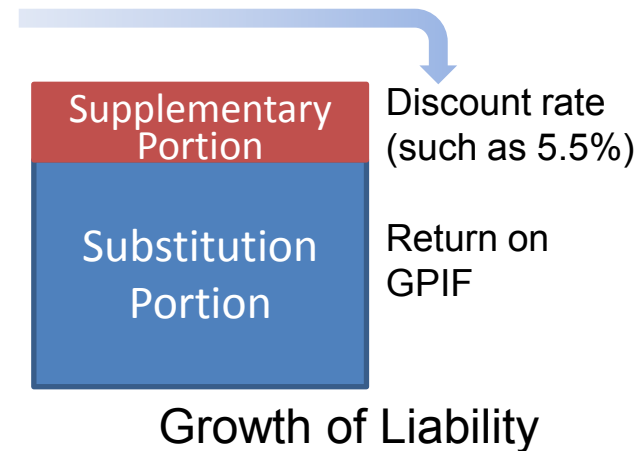 Supplementary
Portion
Discount rate
(such as 5.5%)
Substitution
Portion
Return on
GPIF
Growth of Liability